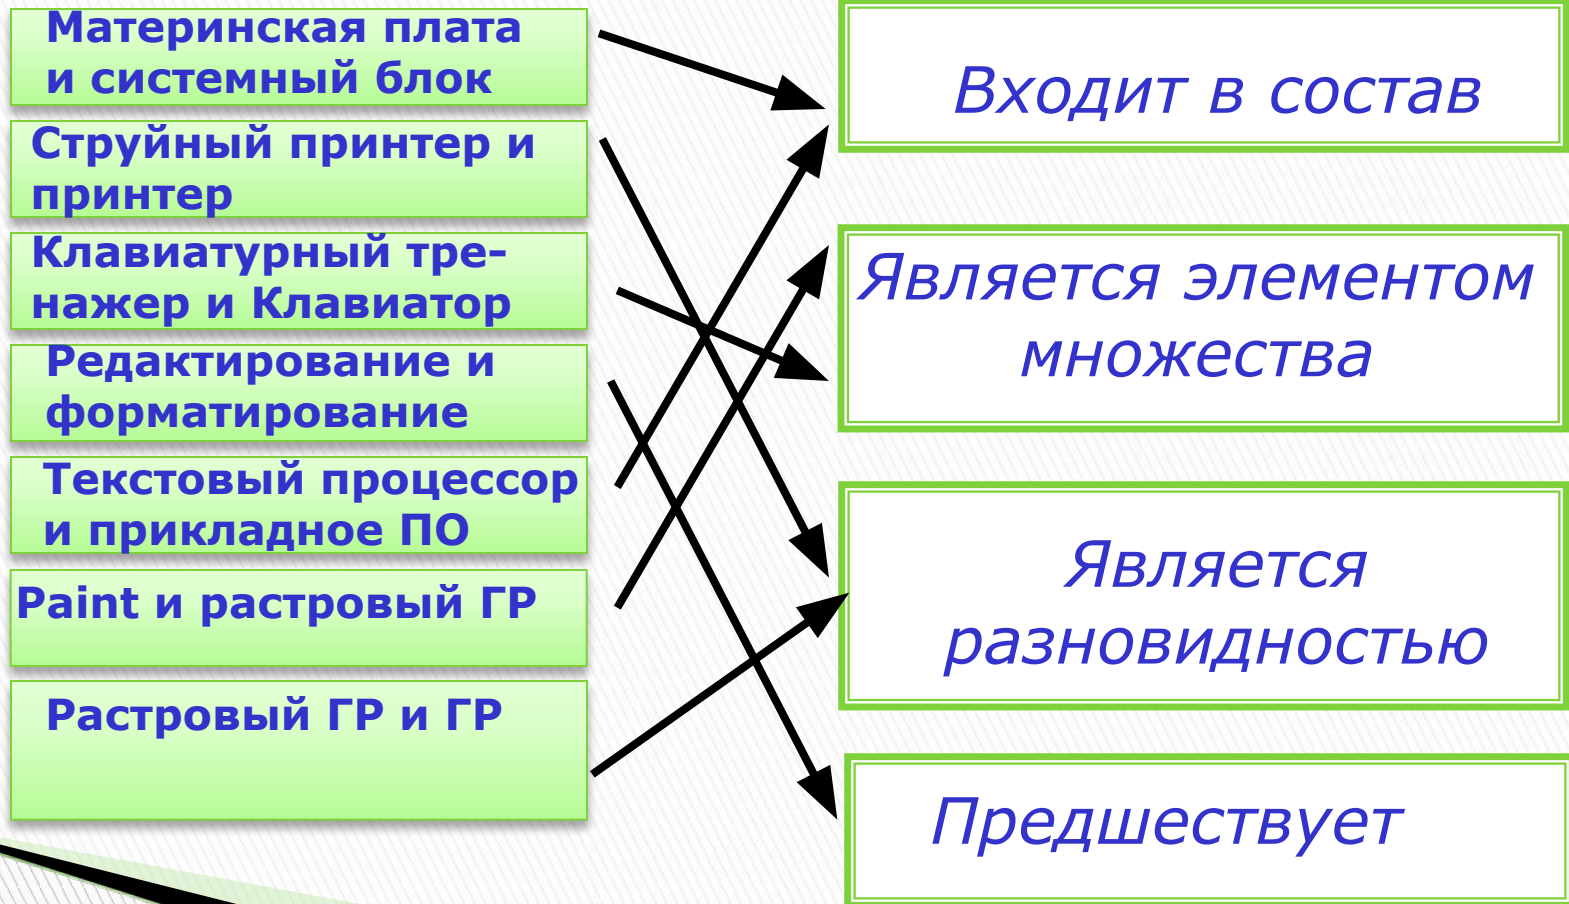 Материнская плата
и системный блок
Струйный принтер и
принтер
Клавиатурный тре-
нажер и Клавиатор
Редактирование и
форматирование
Текстовый процессор
и прикладное ПО
Paint и растровый ГР
Растровый ГР и ГР
Входит в состав
Является элементом
множества
Является
разновидностью
Предшествует